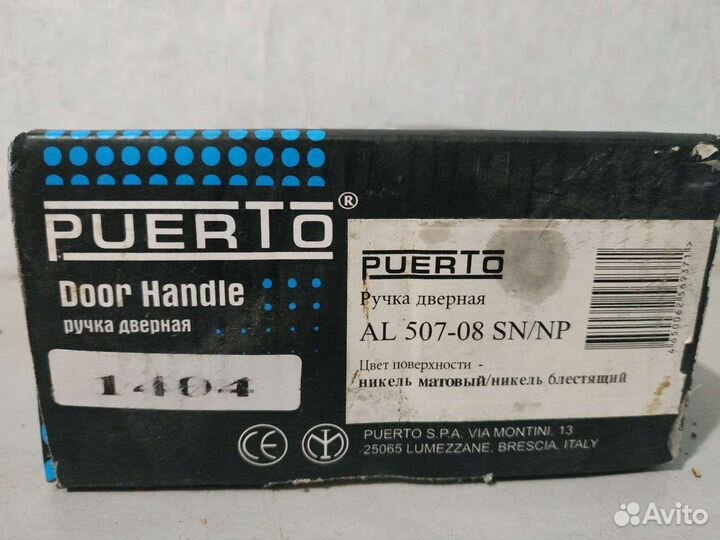 PUERTO®
Door Handle
ручка дверная
1404
PUERTO
Ручка дверная
AL 507-08 SN/NP
Цвет поверхности -
никель матовый/никель блестящий
CE
PUERTO S.P.A. VIA MONTINI, 13
25065 LUMEZZANE, BRESCIA, ITALY
Avito